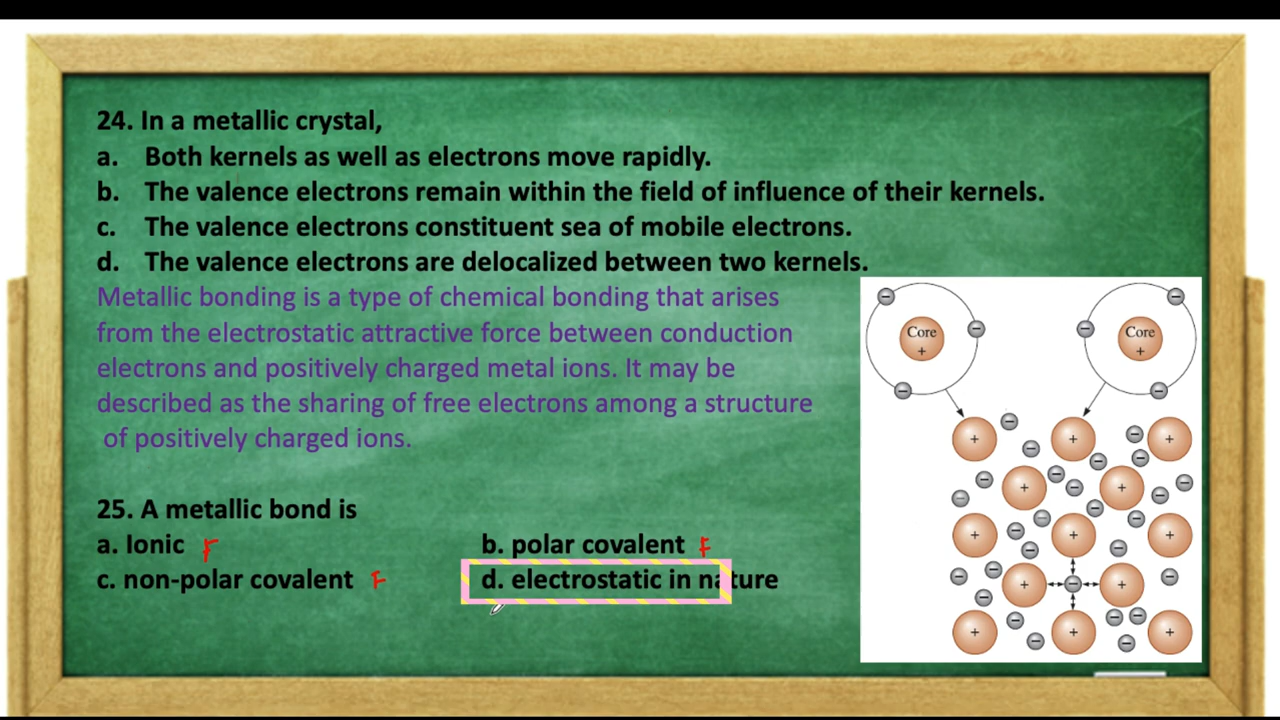 24. In a metallic crystal,
a. Both kernels as well as electrons move rapidly.
b. The valence electrons remain within the field of influence of their kernels.
c. The valence electrons constituent sea of mobile electrons.
d. The valence electrons are delocalized between two kernels.
Metallic bonding is a type of chemical bonding that arises
from the electrostatic attractive force between conduction
electrons and positively charged metal ions. It may be
described as the sharing of free electrons among a structure
of positively charged ions.
Core
+
Core
+
25. A metallic bond is
a. Ionic F
b. polar covalent F
c. non-polar covalent F
d. electrostatic in nature